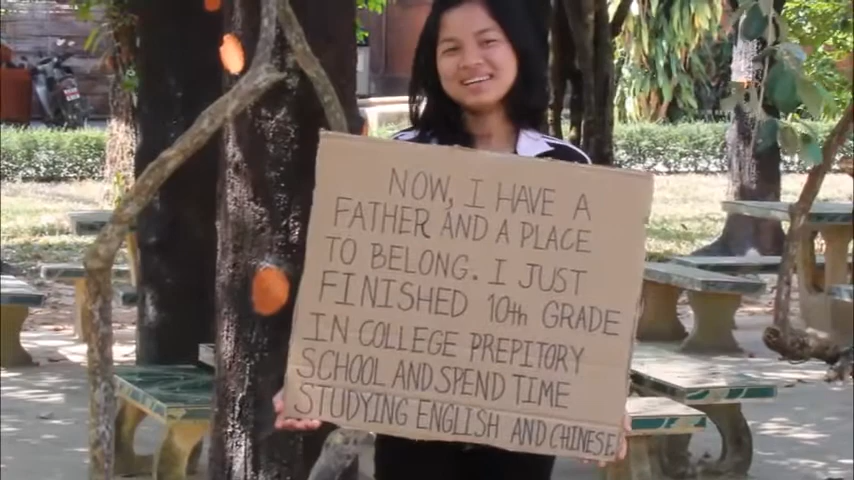 NOW, I HAVE A
FATHER AND A PLACE
TO BELONG. I JUST
FINISHED 10th GRADE
IN COLLEGE PREPITORY
SCHOOL AND SPEND TIME
STUDYING ENGLISH AND CHINESE.